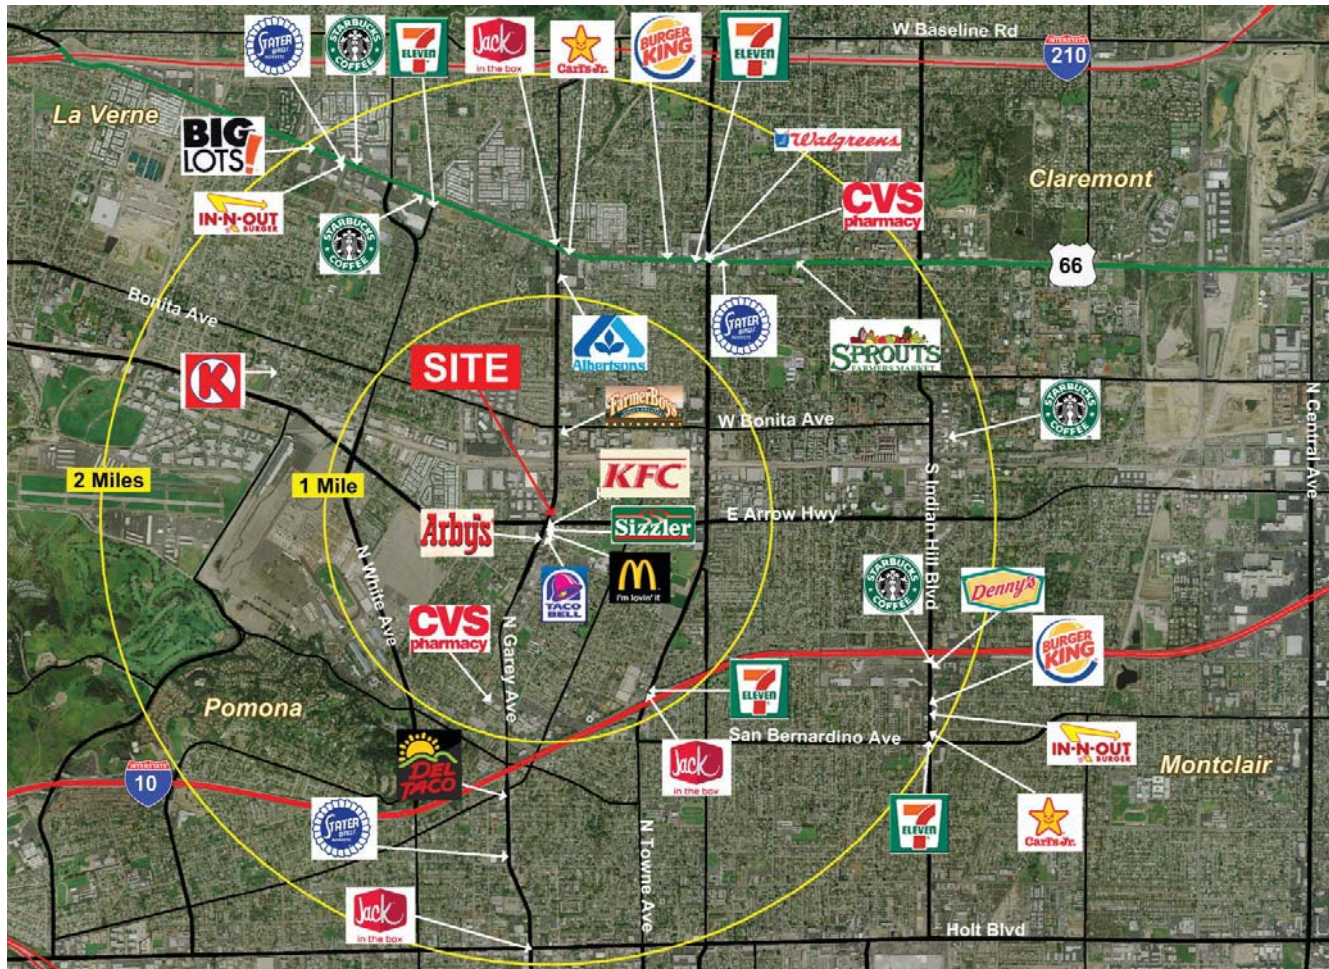 W Baseline Rd
STATER
BROS
MARKETS
STARBUCKS
COFFEE
7
ELEVEN
Jack
in the box
Carl's Jr.
BURGER
KING
7
ELEVEN
INTERSTATE
210
La Verne
BIG
LOTS!
Walgreens
Claremont
IN-N-OUT
BURGER
STARBUCKS
COFFEE
CVS
pharmacy
66
Bonita Ave
STATER
BROS
MARKETS
Albertsons
SPROUTS
FARMERS MARKET
K
SITE
FarmerBoys
W Bonita Ave
STARBUCKS
COFFEE
N Central Ave
2 Miles
1 Mile
KFC
S Indian Hill Blvd
Arby's
Sizzler
E Arrow Hwy
N White Ave
TACO
BELL
M
i'm lovin' it
STARBUCKS
COFFEE
Denny's
CVS
pharmacy
N Garey Ave
BURGER
KING
7
ELEVEN
Pomona
San Bernardino Ave
IN-N-OUT
BURGER
DEL
TACO
Jack
in the box
Montclair
INTERSTATE
10
STATER
BROS
MARKETS
7
ELEVEN
Carl's Jr.
N Towne Ave
Jack
in the box
Holt Blvd